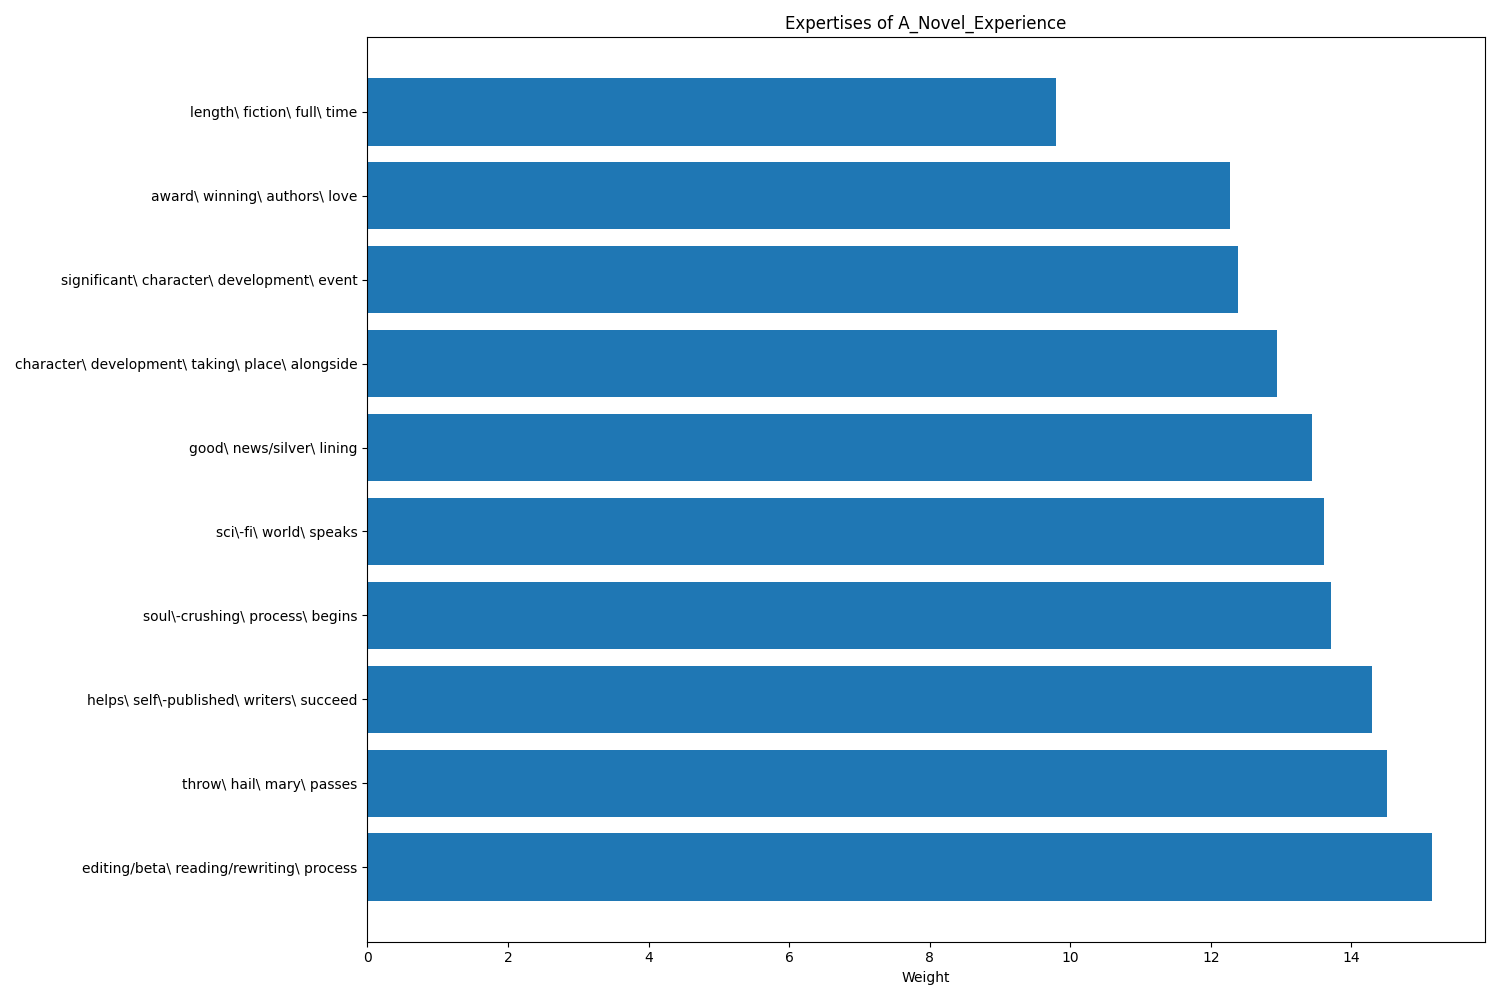 Expertises of A_Novel_Experience
length\ fiction\ full\ time
award\ winning\ authors\ love
significant\ character\ development\ event
character\ development\ taking\ place\ alongside
good\ news/silver\ lining
sci\-fi\ world\ speaks
soul\-crushing\ process\ begins
helps\ self\-published\ writers\ succeed
throw\ hail\ mary\ passes
editing/beta\ reading/rewriting\ process
0 2 4 6 8 10 12 14
Weight